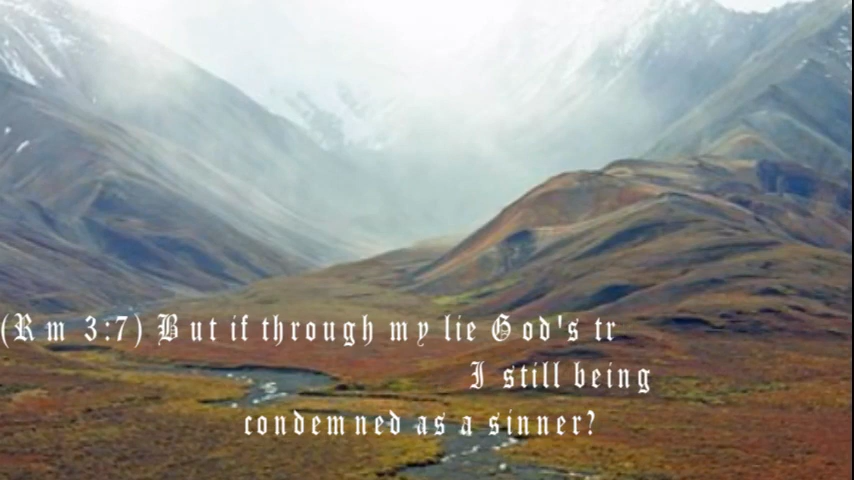 (Rm 3:7) But if through my lie God's tr
I still being
condemned as a sinner?